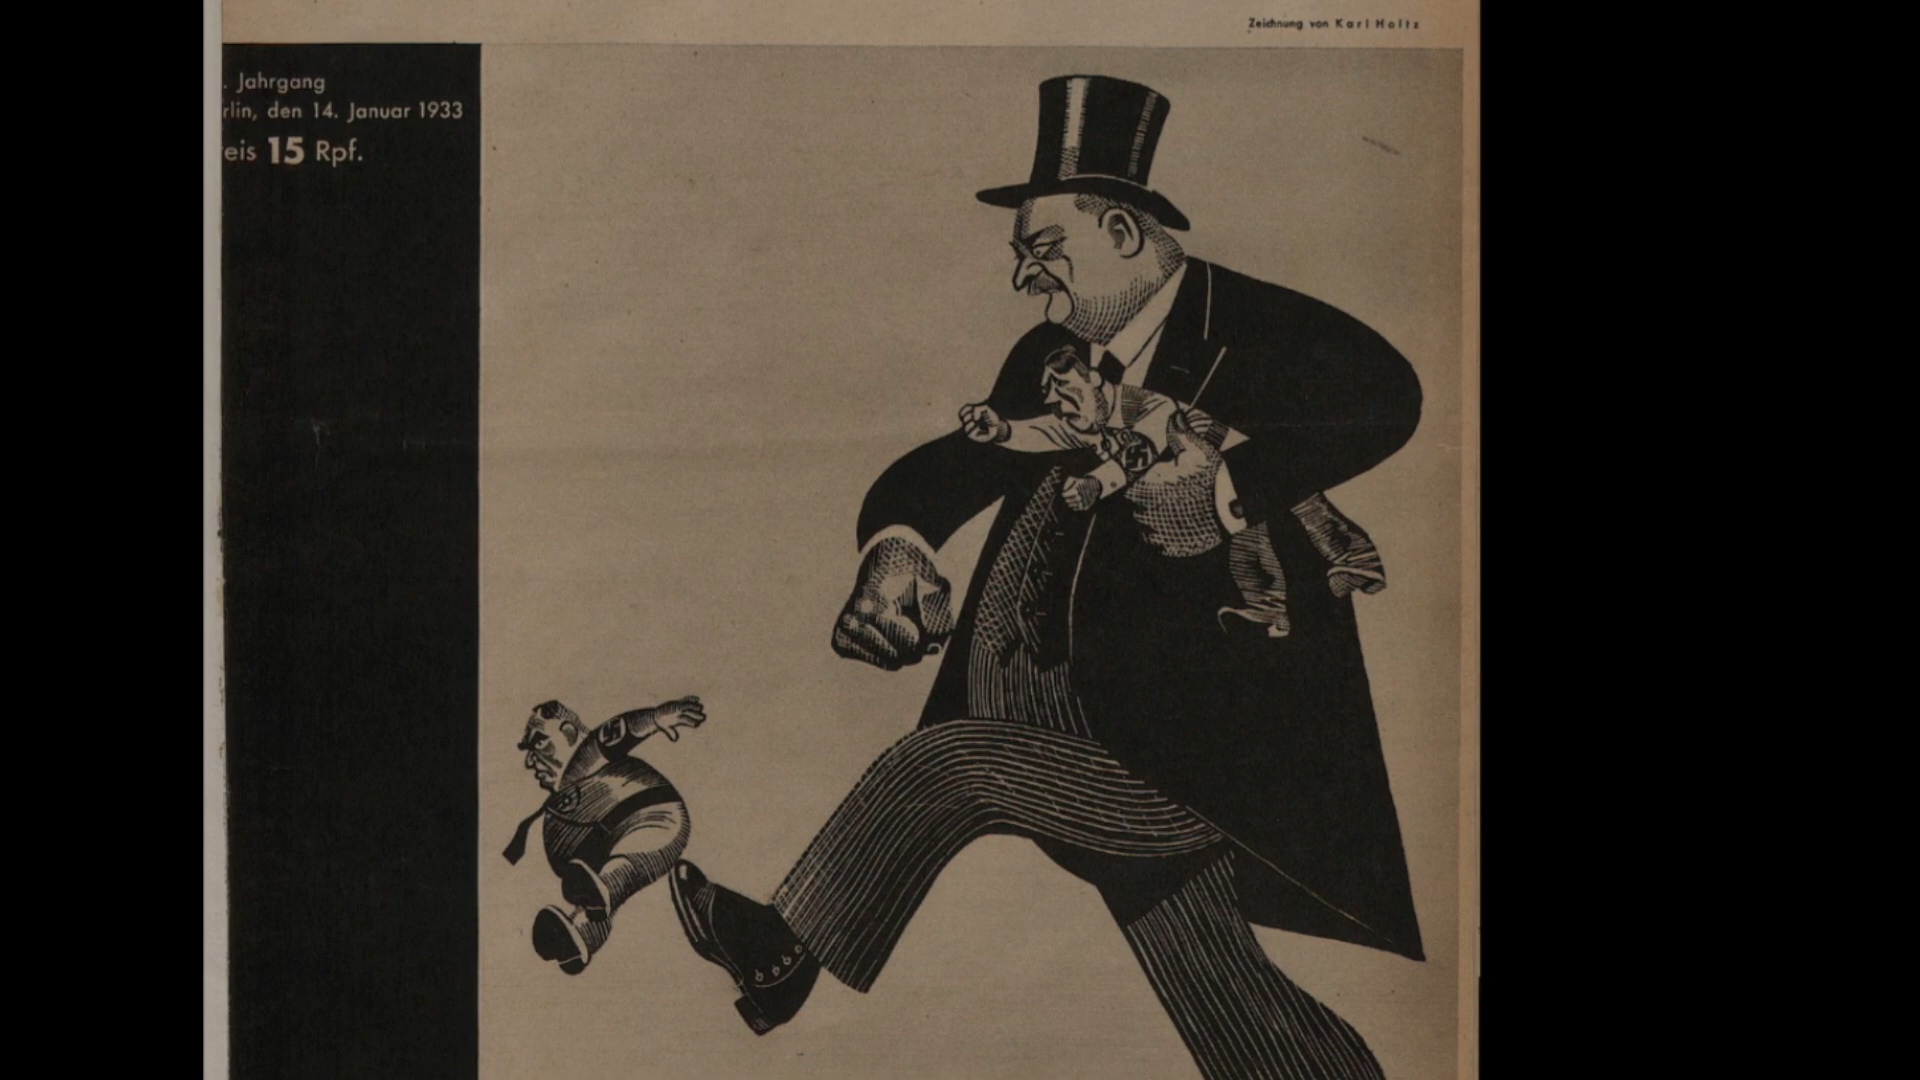 Zeichnung von Karl Holtz
. Jahrgang
rlin, den 14. Januar 1933
eis 15 Rpf.